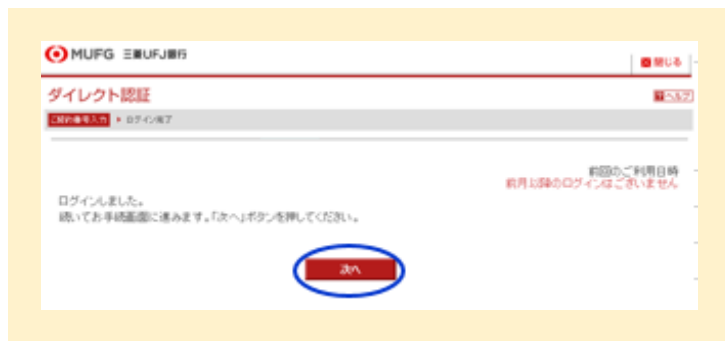 MUFG 三菱UFJ銀行
閉じる
ダイレクト認証
ヘルプ
ご契約番号入力 ▶ ログイン完了
前回のご利用日時
前月以降のログインはございません
ログインしました。
続いてお手続画面に進みます。「次へ」ボタンを押してください。
次へ